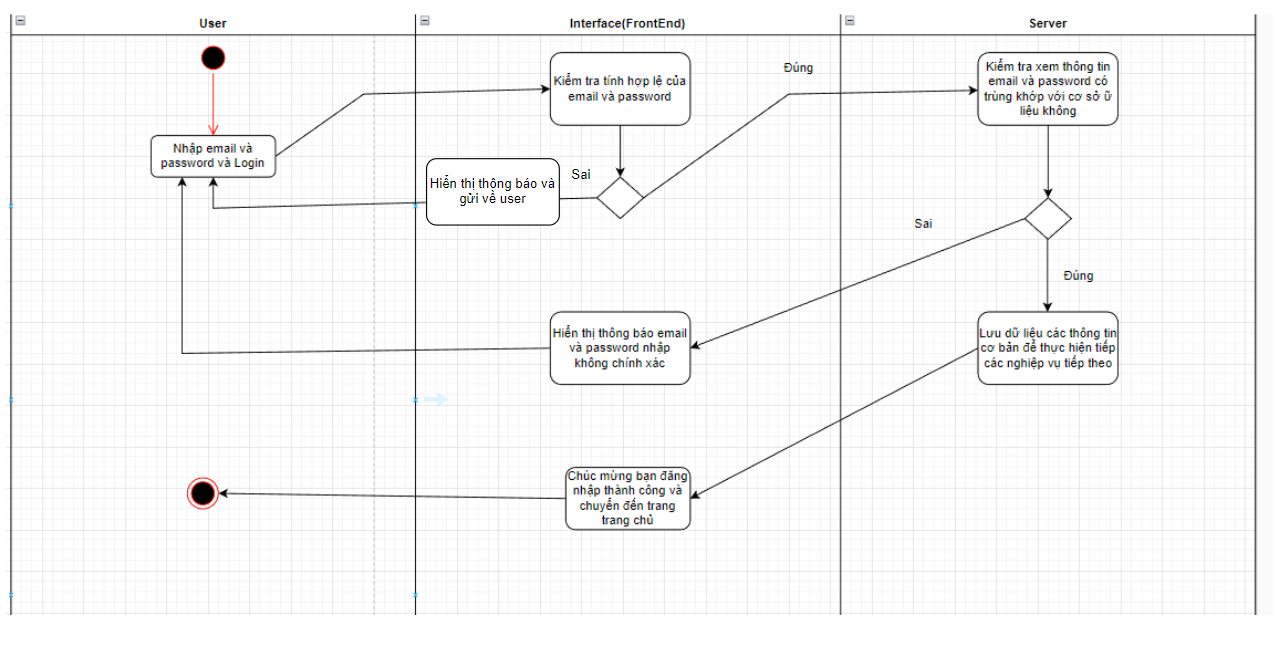 User
Interface(FrontEnd)
Server
Nhập email và
password và Login
Kiểm tra tính hợp lệ của
email và password
Đúng
Kiểm tra xem thông tin
email và password có
trùng khớp với cơ sở ữ
liệu không
Sai
Hiển thị thông báo và
gửi về user
Sai
Đúng
Hiển thị thông báo email
và password nhập
không chính xác
Lưu dữ liệu các thông tin
cơ bản để thực hiện tiếp
các nghiệp vụ tiếp theo
Chúc mừng bạn đăng
nhập thành công và
chuyển đến trang
trang chủ